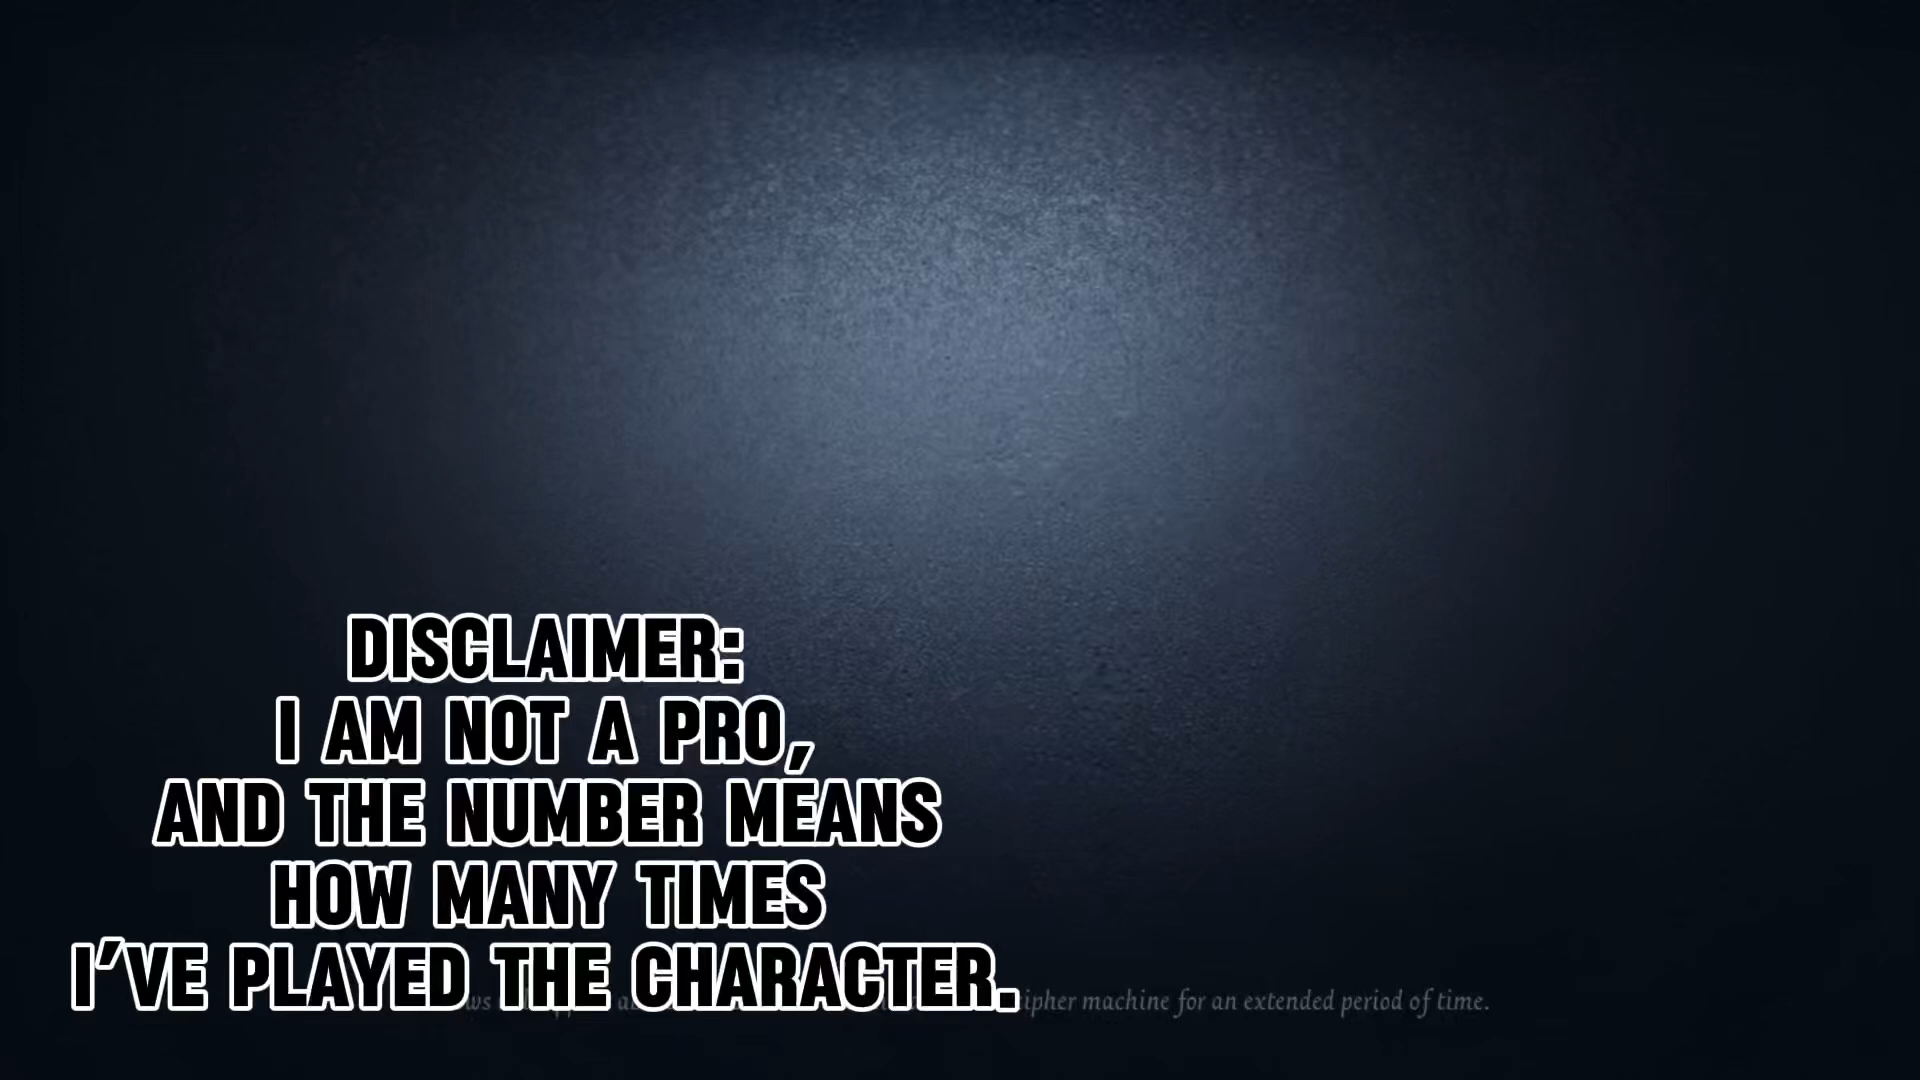 DISCLAIMER:
I AM NOT A PRO,
AND THE NUMBER MEANS
HOW MANY TIMES
I'VE PLAYED THE CHARACTER.
machine for an extended period of time.